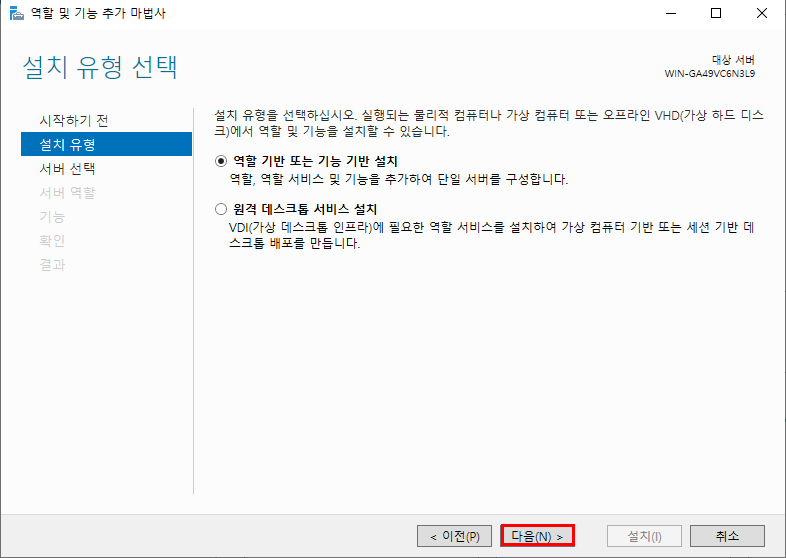 역할 및 기능 추가 마법사
설치 유형 선택
대상 서버
WIN-GA49VC6N3L9
시작하기 전
설치 유형
서버 선택
서버 역할
기능
확인
결과
설치 유형을 선택하십시오. 실행되는 물리적 컴퓨터나 가상 컴퓨터 또는 오프라인 VHD(가상 하드 디스
크)에서 역할 및 기능을 설치할 수 있습니다.
역할 기반 또는 기능 기반 설치
역할, 역할 서비스 및 기능을 추가하여 단일 서버를 구성합니다.
원격 데스크톱 서비스 설치
VDI(가상 데스크톱 인프라)에 필요한 역할 서비스를 설치하여 가상 컴퓨터 기반 또는 세션 기반 데
스크톱 배포를 만듭니다.
< 이전(P)
다음(N) >
설치(I)
취소